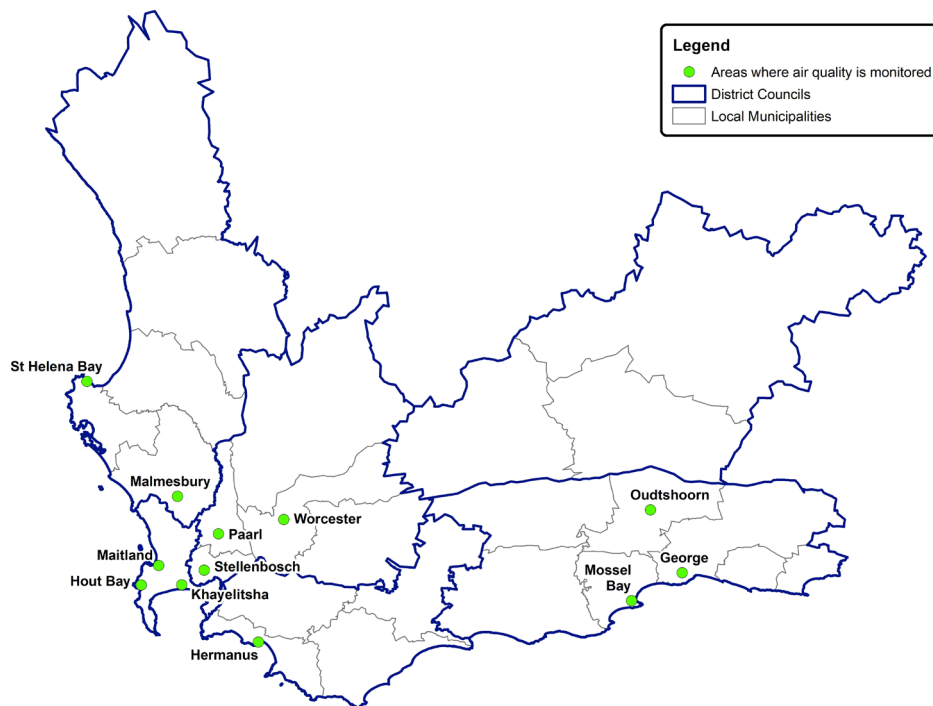 Legend
Areas where air quality is monitored
District Councils
Local Municipalities
St Helena Bay
Malmesbury
Oudtshoorn
Worcester
Paarl
Maitland
George
Stellenbosch
Mossel
Bay
Hout Bay
Khayelitsha
Hermanus